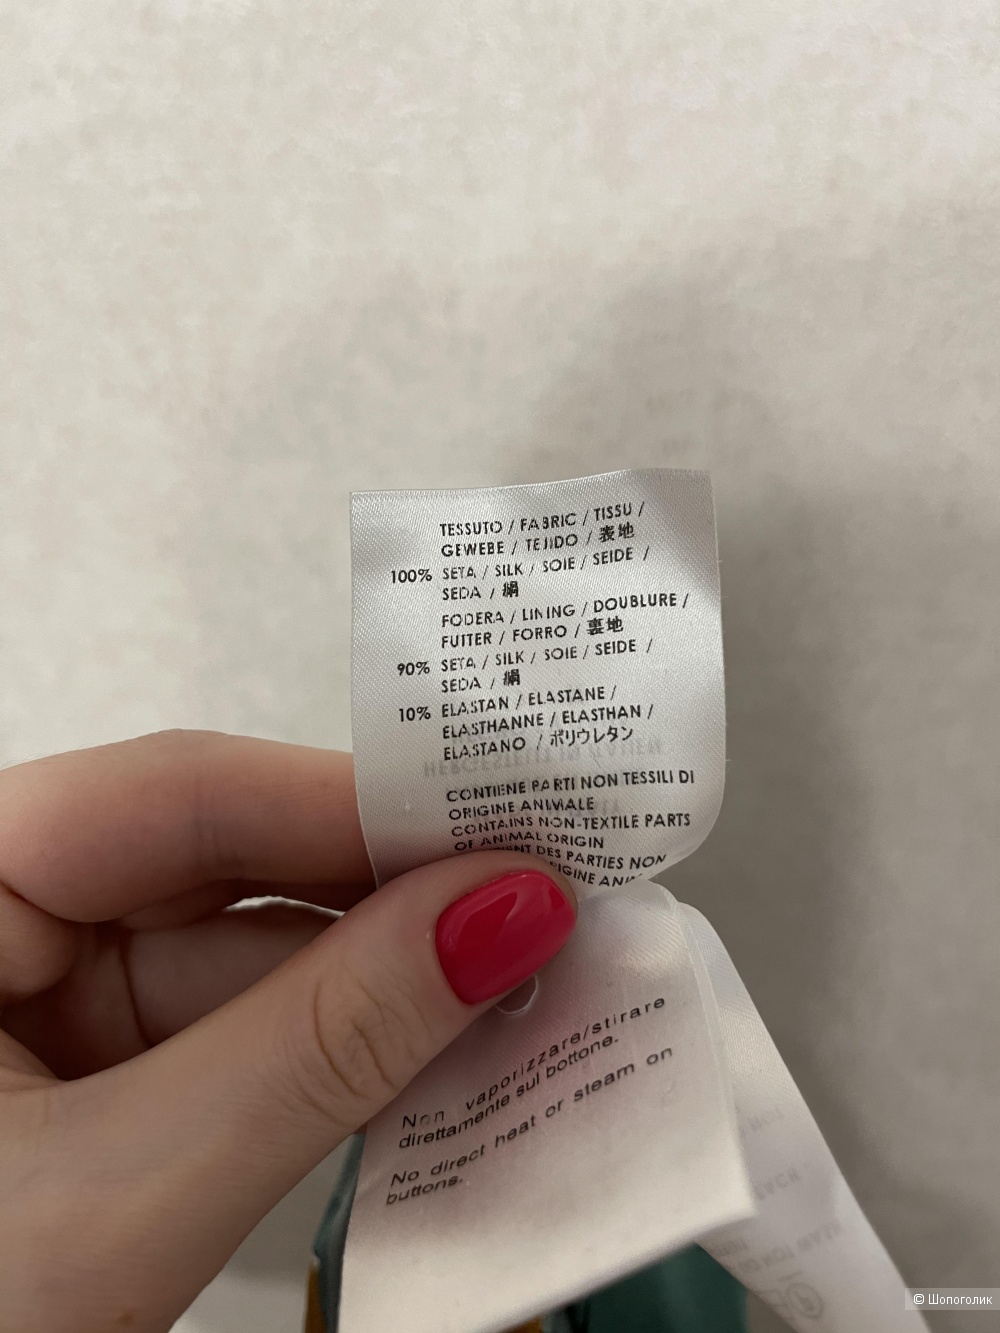 TESSUTO / FABRIC / TISSU /
GEWEBE / TEJIDO / 表地
100% SETA / SILK / SOIE / SEIDE /
SEDA / 絹
FODERA / LINING / DOUBLURE /
FUTTER / FORRO / 裏地
90% SETA / SILK / SOIE / SEIDE /
SEDA / 絹
10% ELASTAN / ELASTANE /
ELASTHANNE / ELASTHAN /
ELASTANO / ポリウレタン
CONTIENE PARTI NON TESSILI DI
ORIGINE ANIMALE
CONTAINS NON-TEXTILE PARTS
OF ANIMAL ORIGIN
DES PARTIES NON
Non vaporizzare/stirare
direttamente sul bottone.
No direct heat or steam on
buttons.
© Шопоголик